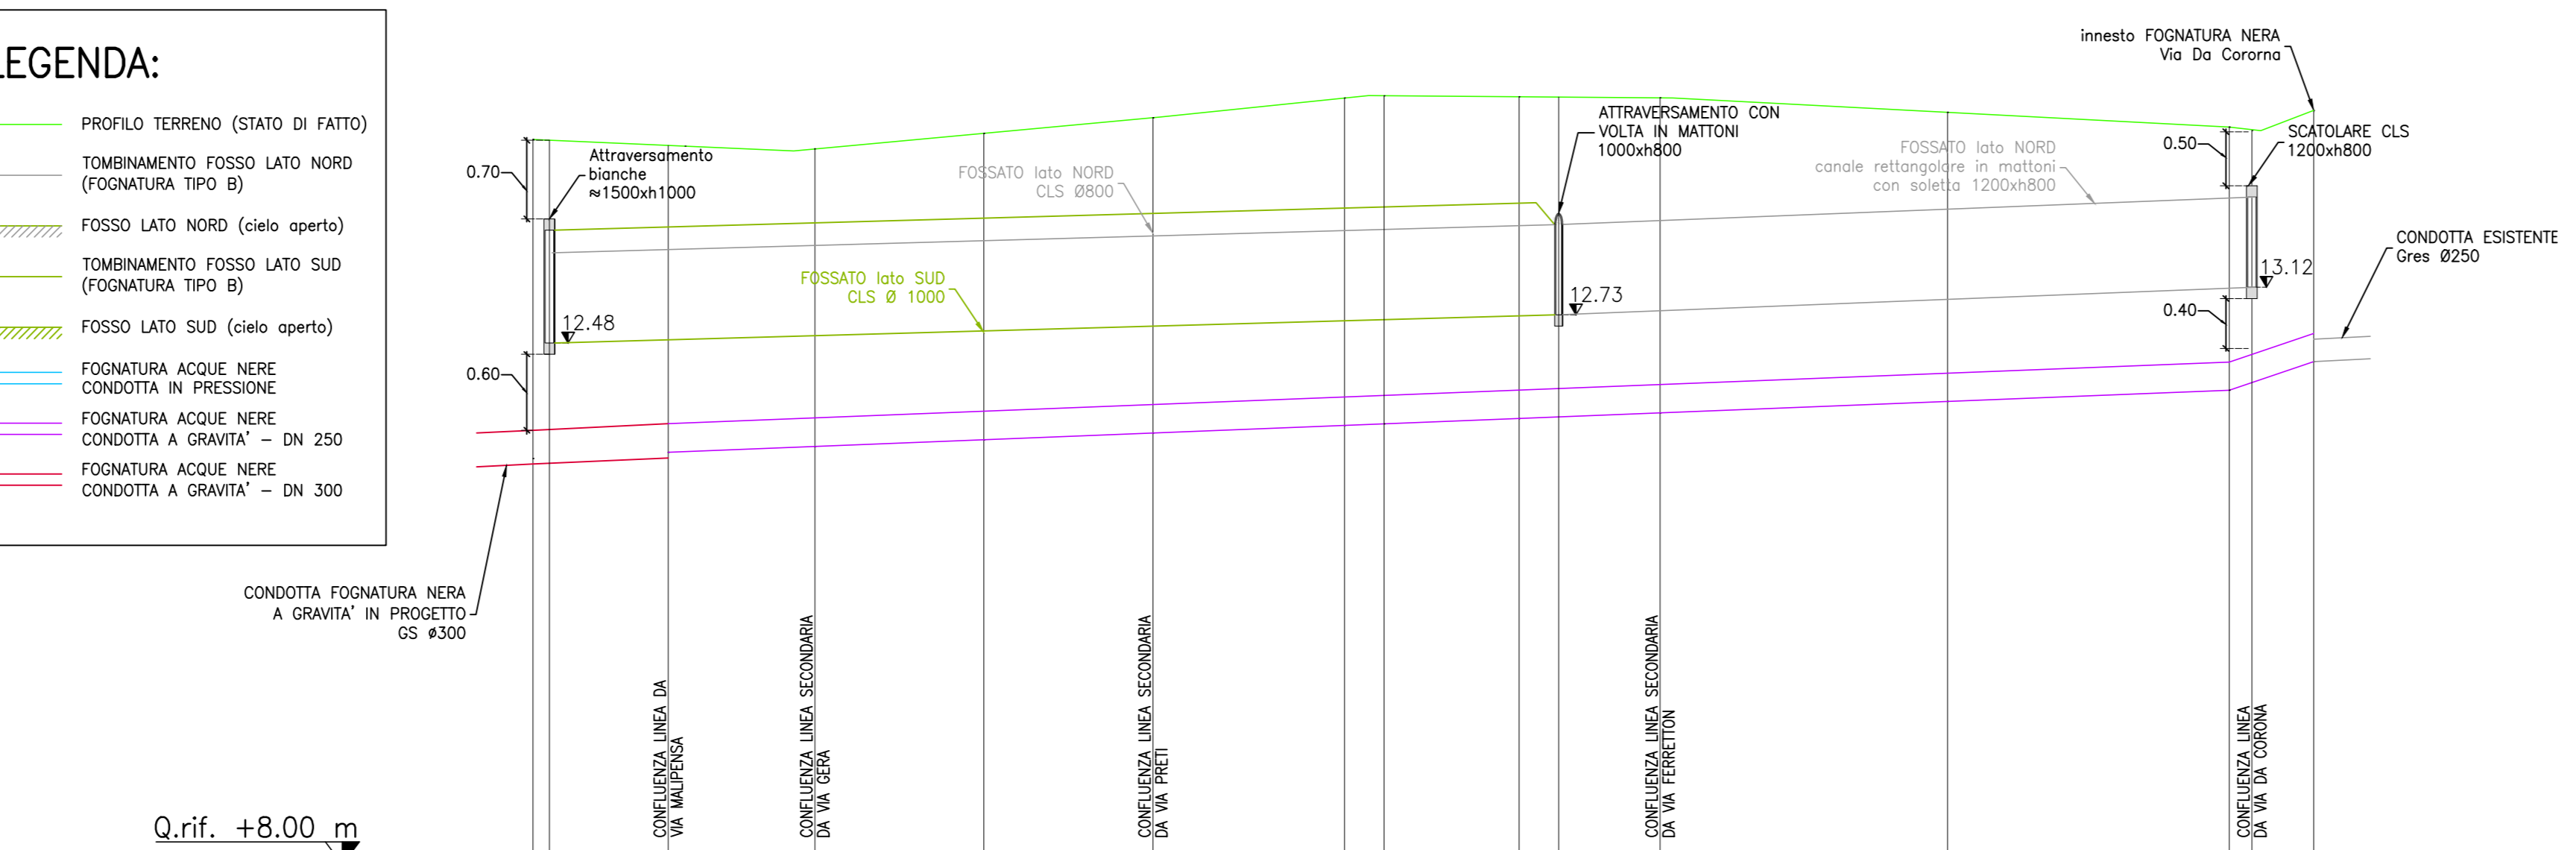 LEGENDA:
PROFILO TERRENO (STATO DI FATTO)
TOMBINAMENTO FOSSO LATO NORD
(FOGNATURA TIPO B)
FOSSO LATO NORD (cielo aperto)
TOMBINAMENTO FOSSO LATO SUD
(FOGNATURA TIPO B)
FOSSO LATO SUD (cielo aperto)
FOGNATURA ACQUE NERE
CONDOTTA IN PRESSIONE
FOGNATURA ACQUE NERE
CONDOTTA A GRAVITA' – DN 250
FOGNATURA ACQUE NERE
CONDOTTA A GRAVITA' – DN 300
0.70
Attraversamento
bianche
≈1500xh1000
12.48
0.60
CONDOTTA FOGNATURA NERA
A GRAVITA' IN PROGETTO
GS ø300
FOSSATO lato NORD
CLS Ø800
FOSSATO lato SUD
CLS Ø 1000
ATTRAVERSAMENTO CON
VOLTA IN MATTONI
1000xh800
12.73
FOSSATO lato NORD
canale rettangolare in mattoni
con soletta 1200xh800
innesto FOGNATURA NERA
Via Da Cororna
0.50
SCATOLARE CLS
1200xh800
13.12
0.40
CONDOTTA ESISTENTE
Gres Ø250
CONFLUENZA LINEA DA
VIA MALIPENSA
CONFLUENZA LINEA SECONDARIA
DA VIA GERA
CONFLUENZA LINEA SECONDARIA
DA VIA PRETI
CONFLUENZA LINEA SECONDARIA
DA VIA FERRETTON
CONFLUENZA LINEA
DA VIA DA CORONA
Q.rif. +8.00 m